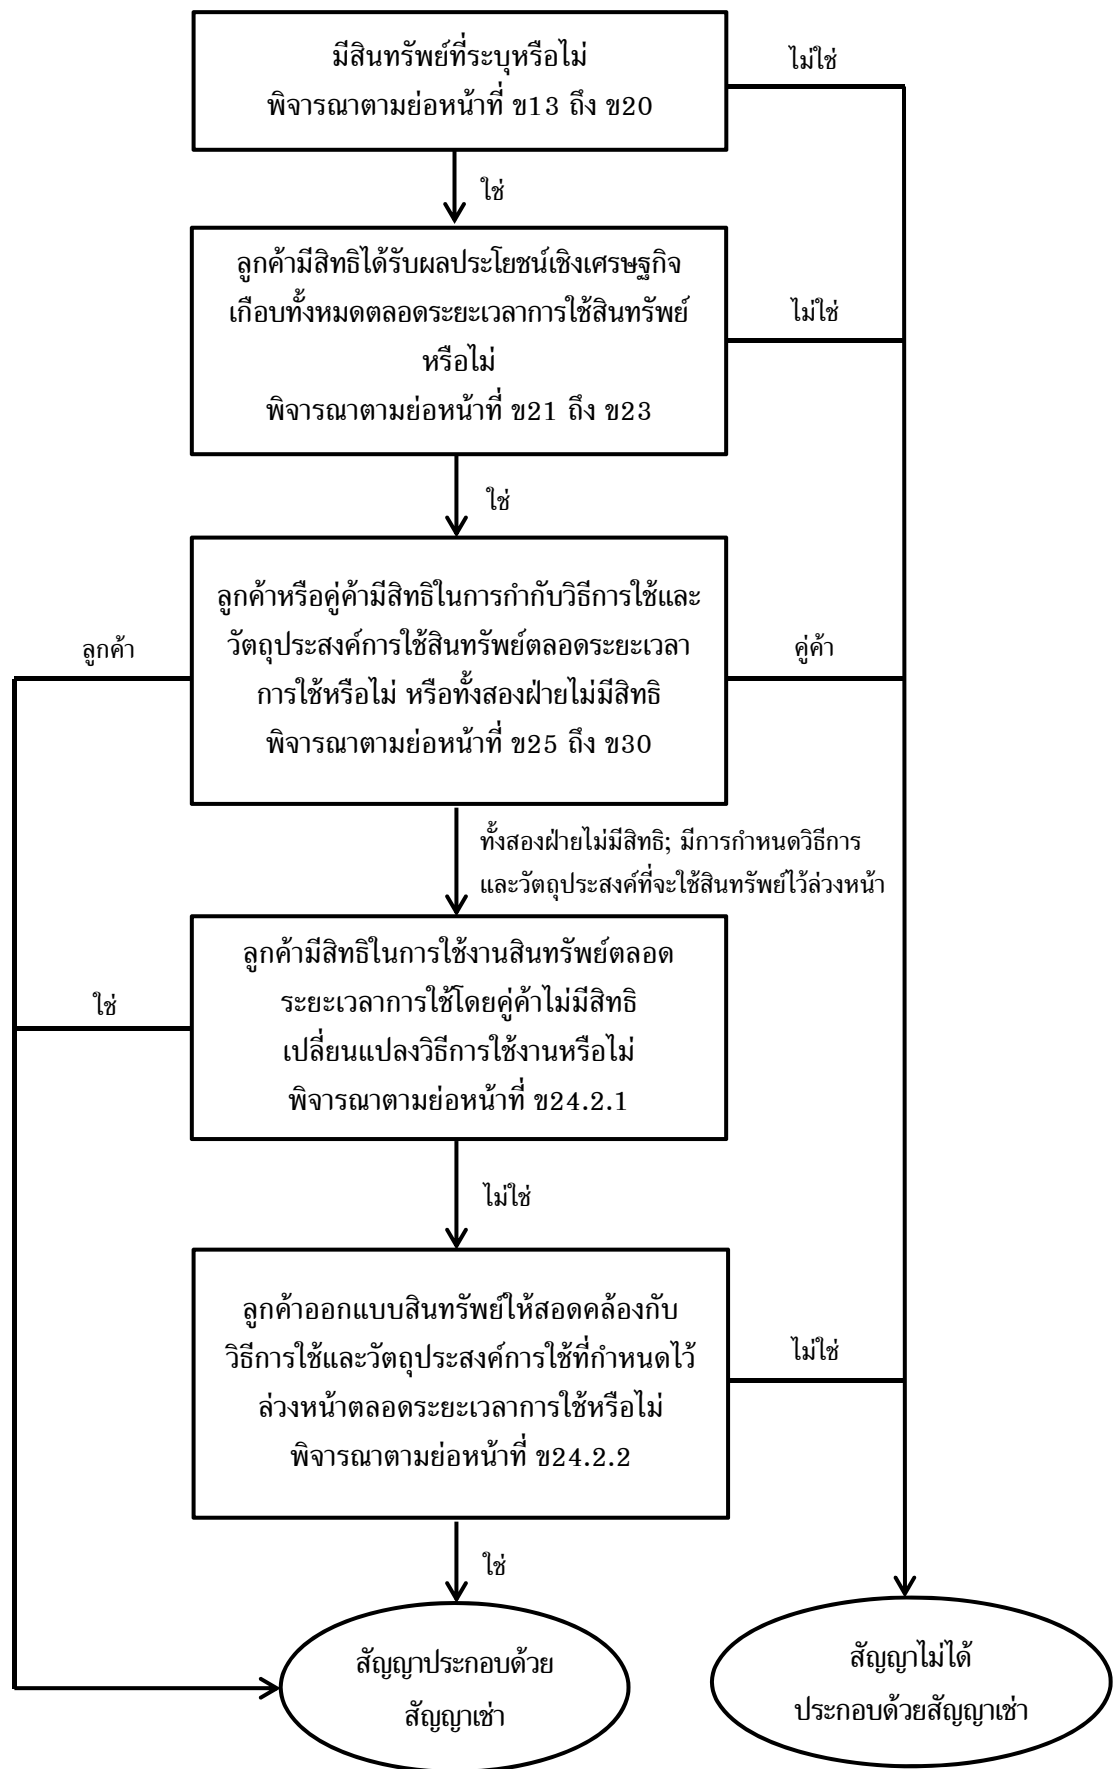 มีสินทรัพย์ที่ระบุหรือไม่
พิจารณาตามย่อหน้าที่ ข13 ถึง ข20
ไม่ใช่
ใช่
ลูกค้ามีสิทธิได้รับผลประโยชน์เชิงเศรษฐกิจ
เกือบทั้งหมดตลอดระยะเวลาการใช้สินทรัพย์
หรือไม่
พิจารณาตามย่อหน้าที่ ข21 ถึง ข23
ไม่ใช่
ใช่
ลูกค้าหรือคู่ค้ามีสิทธิในการกำกับวิธีการใช้และ
วัตถุประสงค์การใช้สินทรัพย์ตลอดระยะเวลา
การใช้หรือไม่ หรือทั้งสองฝ่ายไม่มีสิทธิ
พิจารณาตามย่อหน้าที่ ข25 ถึง ข30
ลูกค้า
คู่ค้า
ทั้งสองฝ่ายไม่มีสิทธิ; มีการกำหนดวิธีการ
และวัตถุประสงค์ที่จะใช้สินทรัพย์ไว้ล่วงหน้า
ลูกค้ามีสิทธิในการใช้งานสินทรัพย์ตลอด
ระยะเวลาการใช้โดยคู่ค้าไม่มีสิทธิ
เปลี่ยนแปลงวิธีการใช้งานหรือไม่
พิจารณาตามย่อหน้าที่ ข24.2.1
ใช่
ไม่ใช่
ลูกค้าออกแบบสินทรัพย์ให้สอดคล้องกับ
วิธีการใช้และวัตถุประสงค์การใช้ที่กำหนดไว้
ล่วงหน้าตลอดระยะเวลาการใช้หรือไม่
พิจารณาตามย่อหน้าที่ ข24.2.2
ไม่ใช่
ใช่
สัญญาประกอบด้วย
สัญญาเช่า
สัญญาไม่ได้
ประกอบด้วยสัญญาเช่า